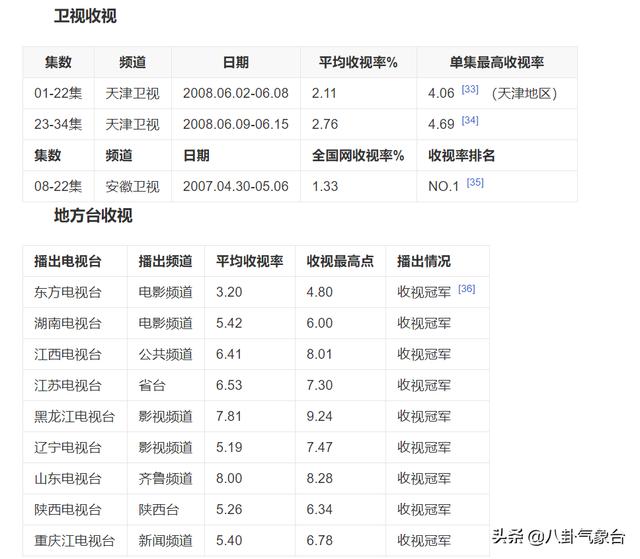 卫视收视
集数 频道 日期 平均收视率% 单集最高收视率
01-22集 天津卫视 2008.06.02-06.08 2.11 4.06 [33] （天津地区）
23-34集 天津卫视 2008.06.09-06.15 2.76 4.69 [34]
集数 频道 日期 全国网收视率% 收视率排名
08-22集 安徽卫视 2007.04.30-05.06 1.33 NO.1 [35]
地方台收视
播出电视台 播出频道 平均收视率 收视最高点 播出情况
东方电视台 电影频道 3.20 4.80 收视冠军 [36]
湖南电视台 电影频道 5.42 6.00 收视冠军
江西电视台 公共频道 6.41 8.01 收视冠军
江苏电视台 省台 6.53 7.30 收视冠军
黑龙江电视台 影视频道 7.81 9.24 收视冠军
辽宁电视台 影视频道 5.19 7.47 收视冠军
山东电视台 齐鲁频道 8.00 8.28 收视冠军
陕西电视台 陕西台 5.26 6.34 收视冠军
重庆江电视台 新闻频道 5.40 6.78 收视冠军
头条 @八卦气象台